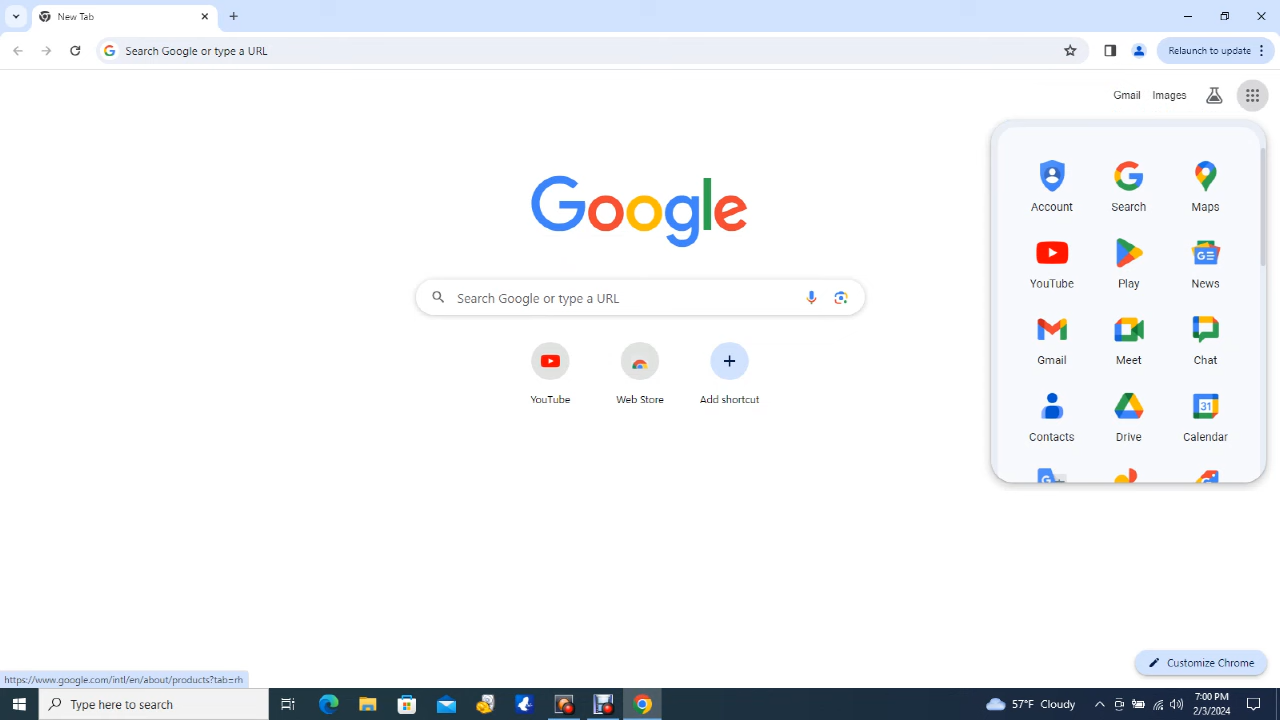 New Tab
Search Google or type a URL
Relaunch to update
Gmail Images
Google
Account Search Maps
YouTube Play News
Gmail Meet Chat
31
Contacts Drive Calendar
Search Google or type a URL
YouTube Web Store Add shortcut
Customize Chrome
https://www.google.com/intl/en/about/products?tab=rh
Type here to search
57°F Cloudy
7:00 PM
2/3/2024